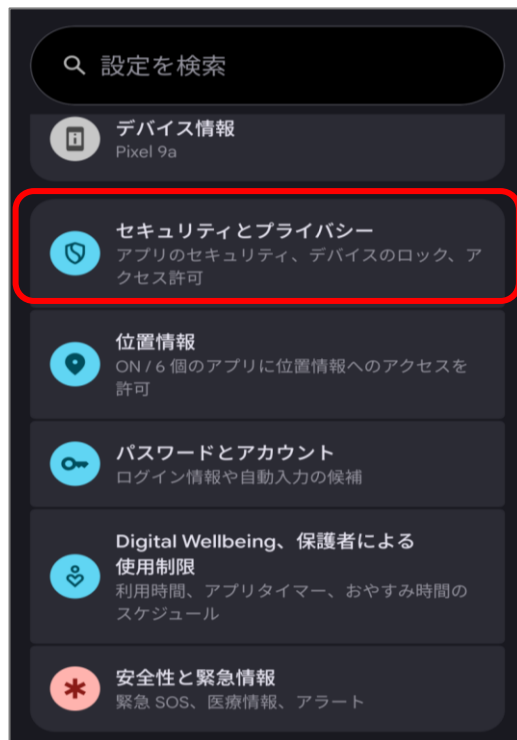 設定を検索
デバイス情報
Pixel 9a
セキュリティとプライバシー
アプリのセキュリティ、デバイスのロック、ア
クセス許可
位置情報
ON / 6 個のアプリに位置情報へのアクセスを
許可
パスワードとアカウント
ログイン情報や自動入力の候補
Digital Wellbeing、保護者による
使用制限
利用時間、アプリタイマー、おやすみ時間の
スケジュール
安全性と緊急情報
緊急 SOS、医療情報、アラート